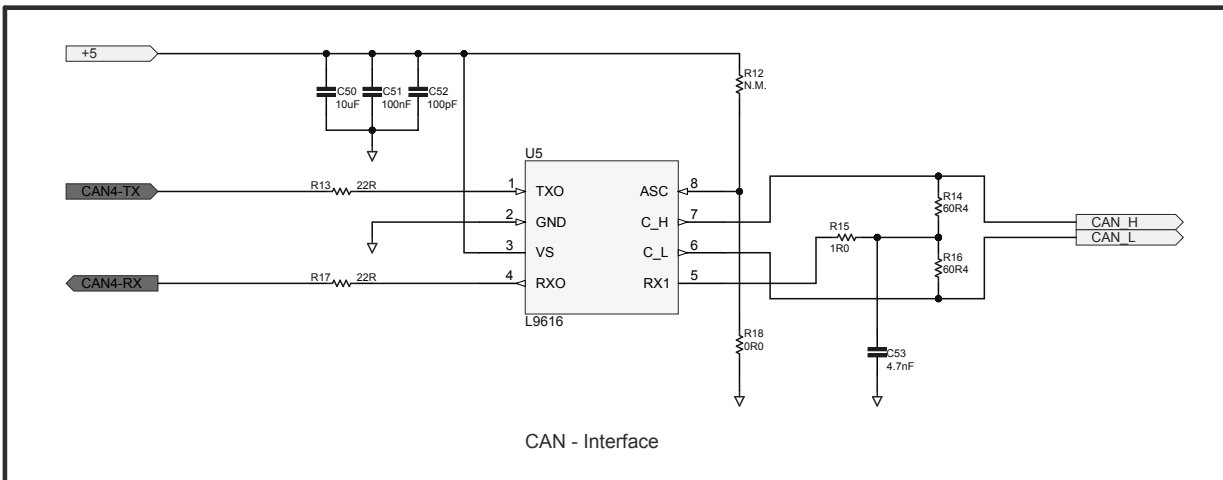 +5
R12
N.M.
C50
10uF
C51
100nF
C52
100pF
U5
CAN4-TX
R13 22R
1 TXO
ASC 8
2 GND
C_H 7
3 VS
C_L 6
CAN4-RX
R17 22R
4 RXO
RX1 5
L9616
R14
60R4
R15
1R0
R16
60R4
CAN_H
CAN_L
R18
0R0
C53
4.7nF
CAN - Interface